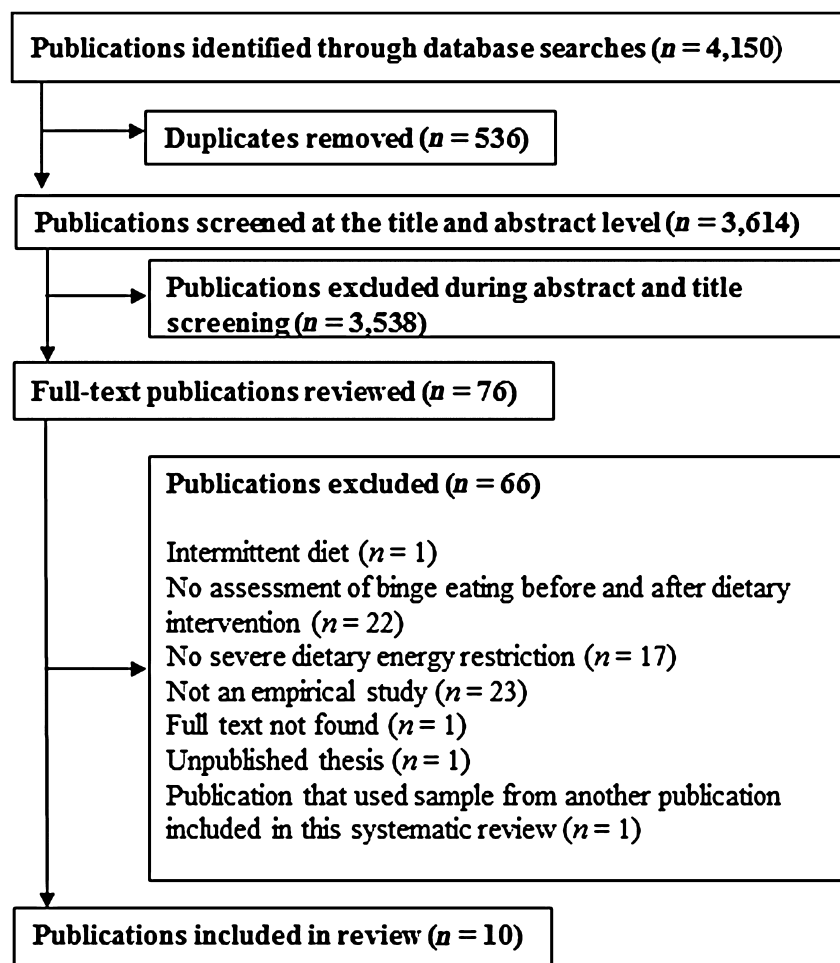 Publications identified through database searches (n = 4,150)
Duplicates removed (n = 536)
Publications screened at the title and abstract level (n = 3,614)
Publications excluded during abstract and title
screening (n = 3,538)
Full-text publications reviewed (n = 76)
Publications excluded (n = 66)
Intermittent diet (n = 1)
No assessment of binge eating before and after dietary
intervention (n = 22)
No severe dietary energy restriction (n = 17)
Not an empirical study (n = 23)
Full text not found (n = 1)
Unpublished thesis (n = 1)
Publication that used sample from another publication
included in this systematic review (n = 1)
Publications included in review (n = 10)